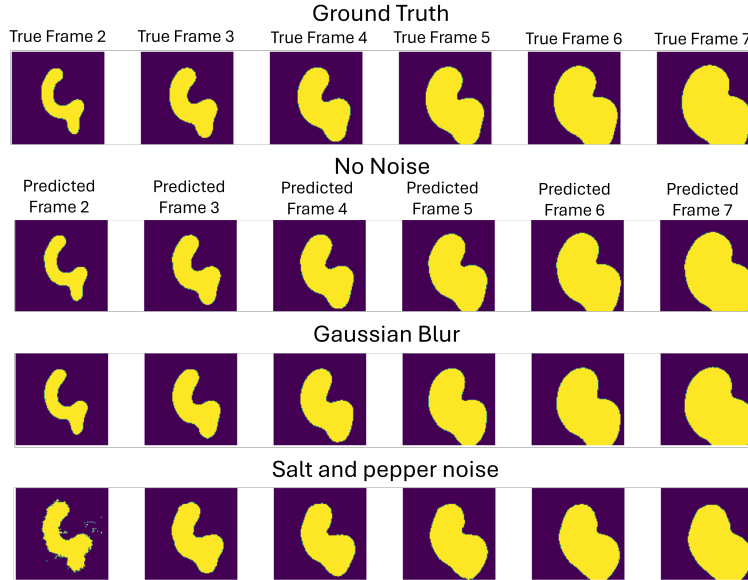 Ground Truth
True Frame 2 True Frame 3 True Frame 4 True Frame 5 True Frame 6 True Frame 7
No Noise
Predicted Frame 2 Predicted Frame 3 Predicted Frame 4 Predicted Frame 5 Predicted Frame 6 Predicted Frame 7
Gaussian Blur
Salt and pepper noise